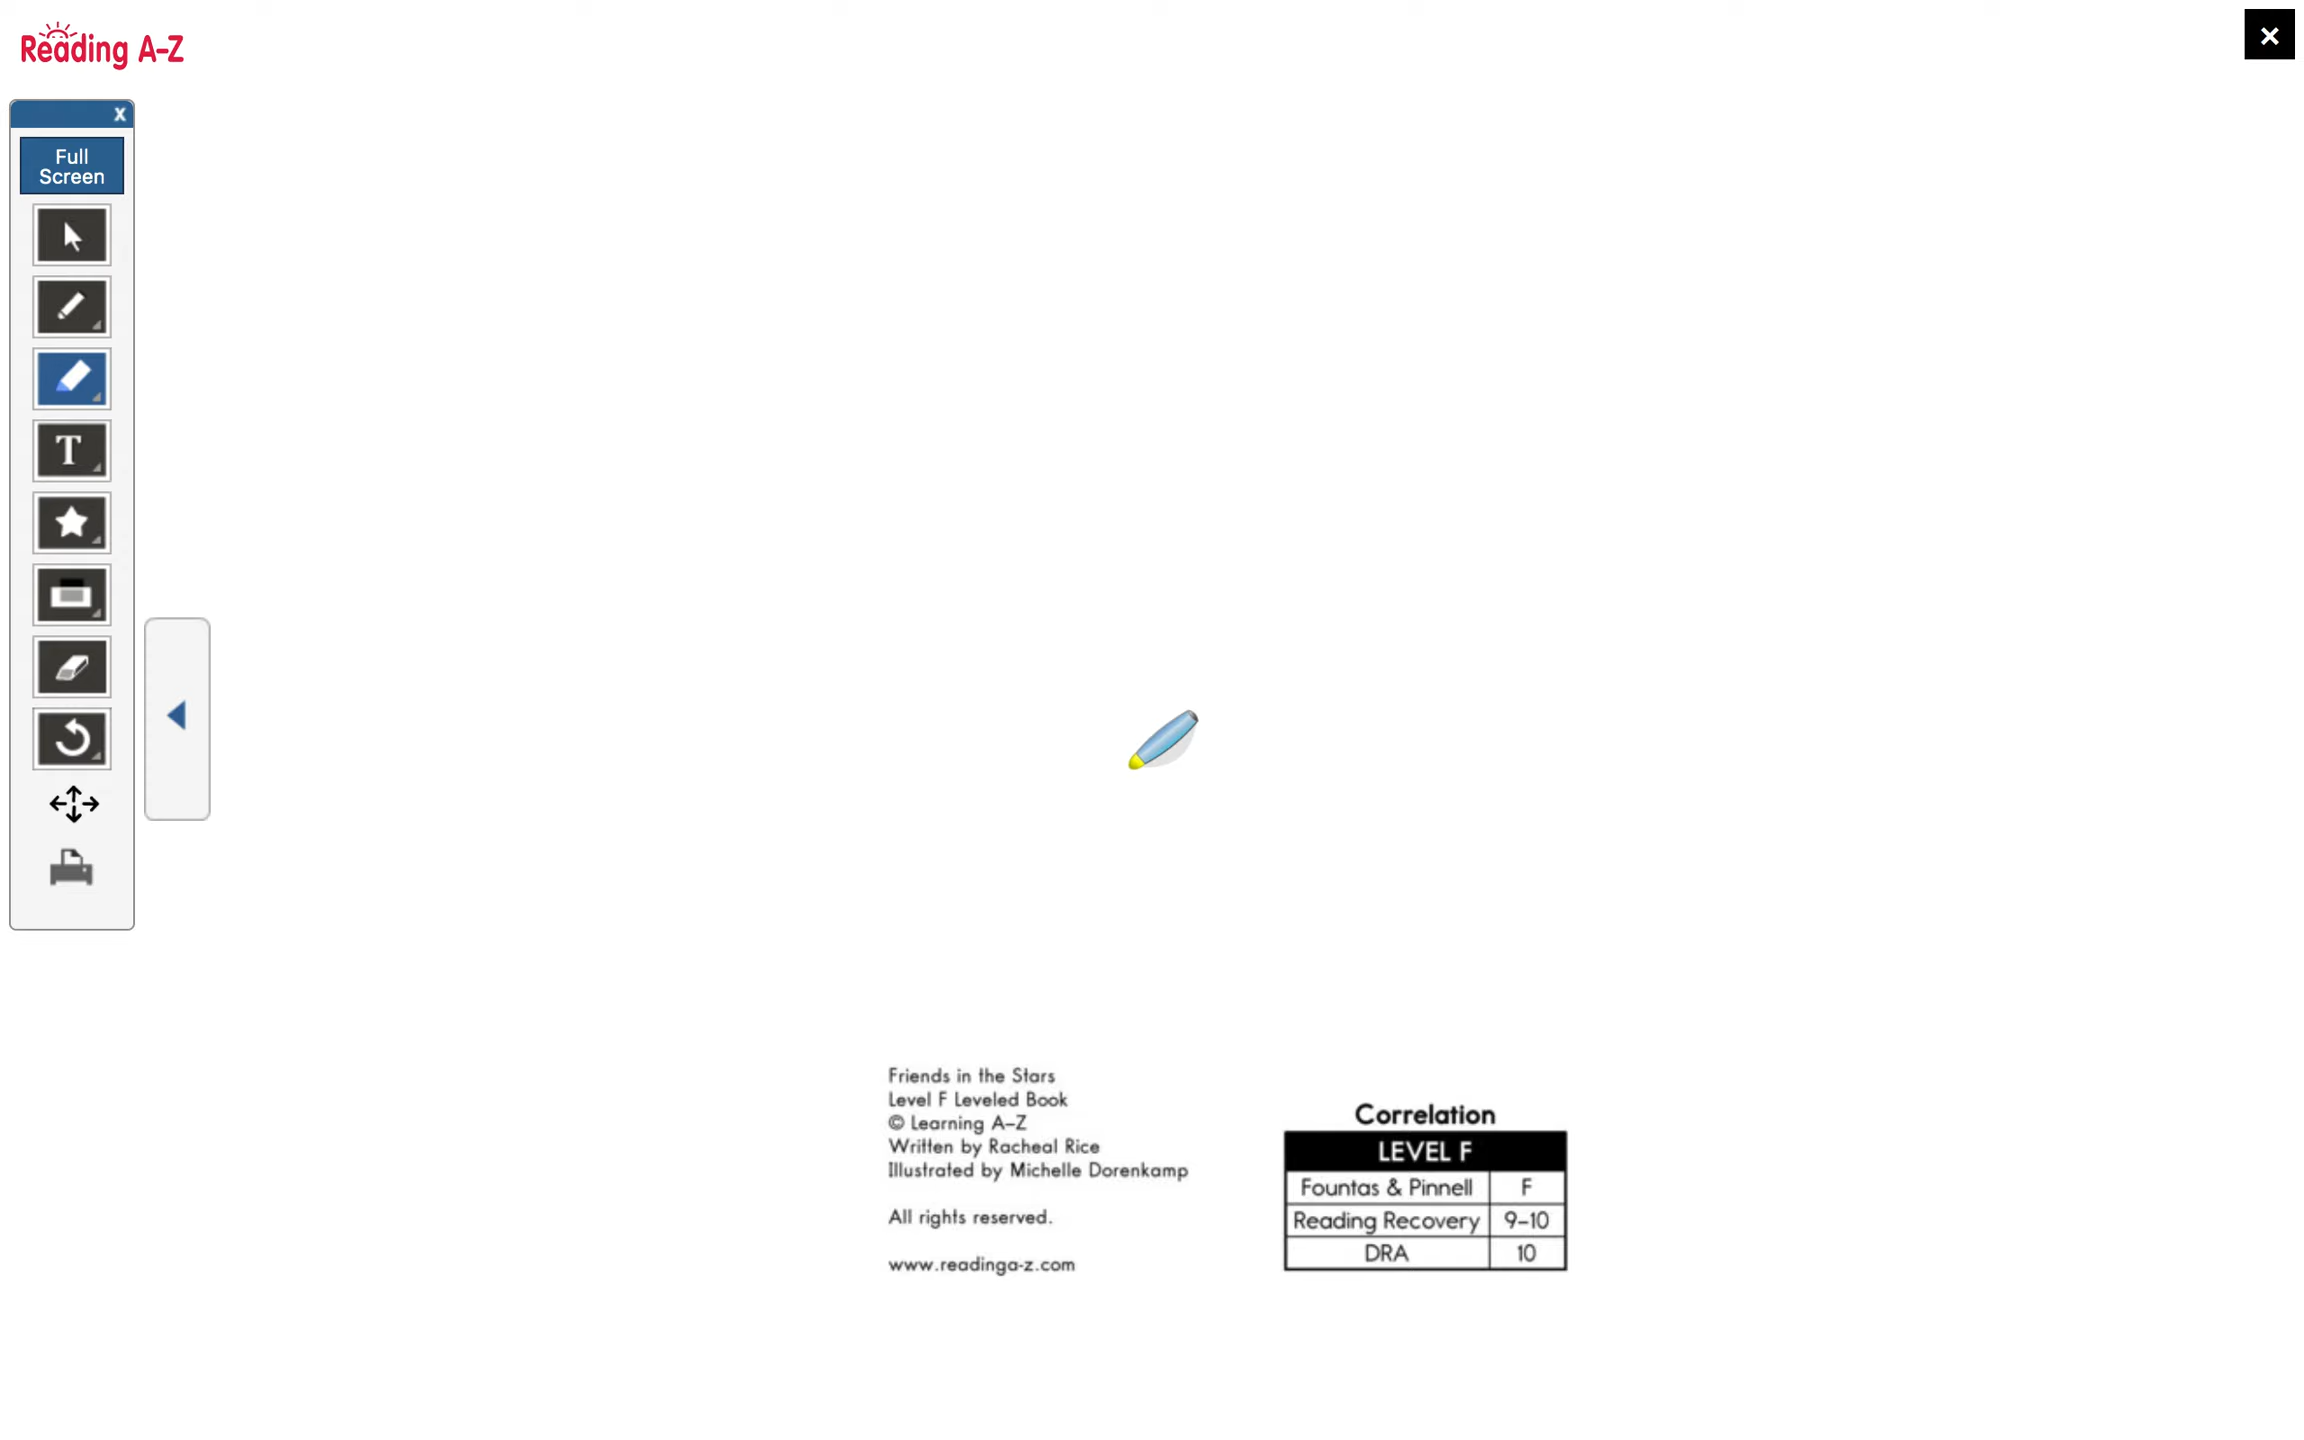 Reading A-Z
×
x
Full
Screen
T
Friends in the Stars
Level F Leveled Book
© Learning A–Z
Written by Racheal Rice
Illustrated by Michelle Dorenkamp
All rights reserved.
www.readinga-z.com
Correlation
LEVEL F
Fountas & Pinnell F
Reading Recovery 9–10
DRA 10